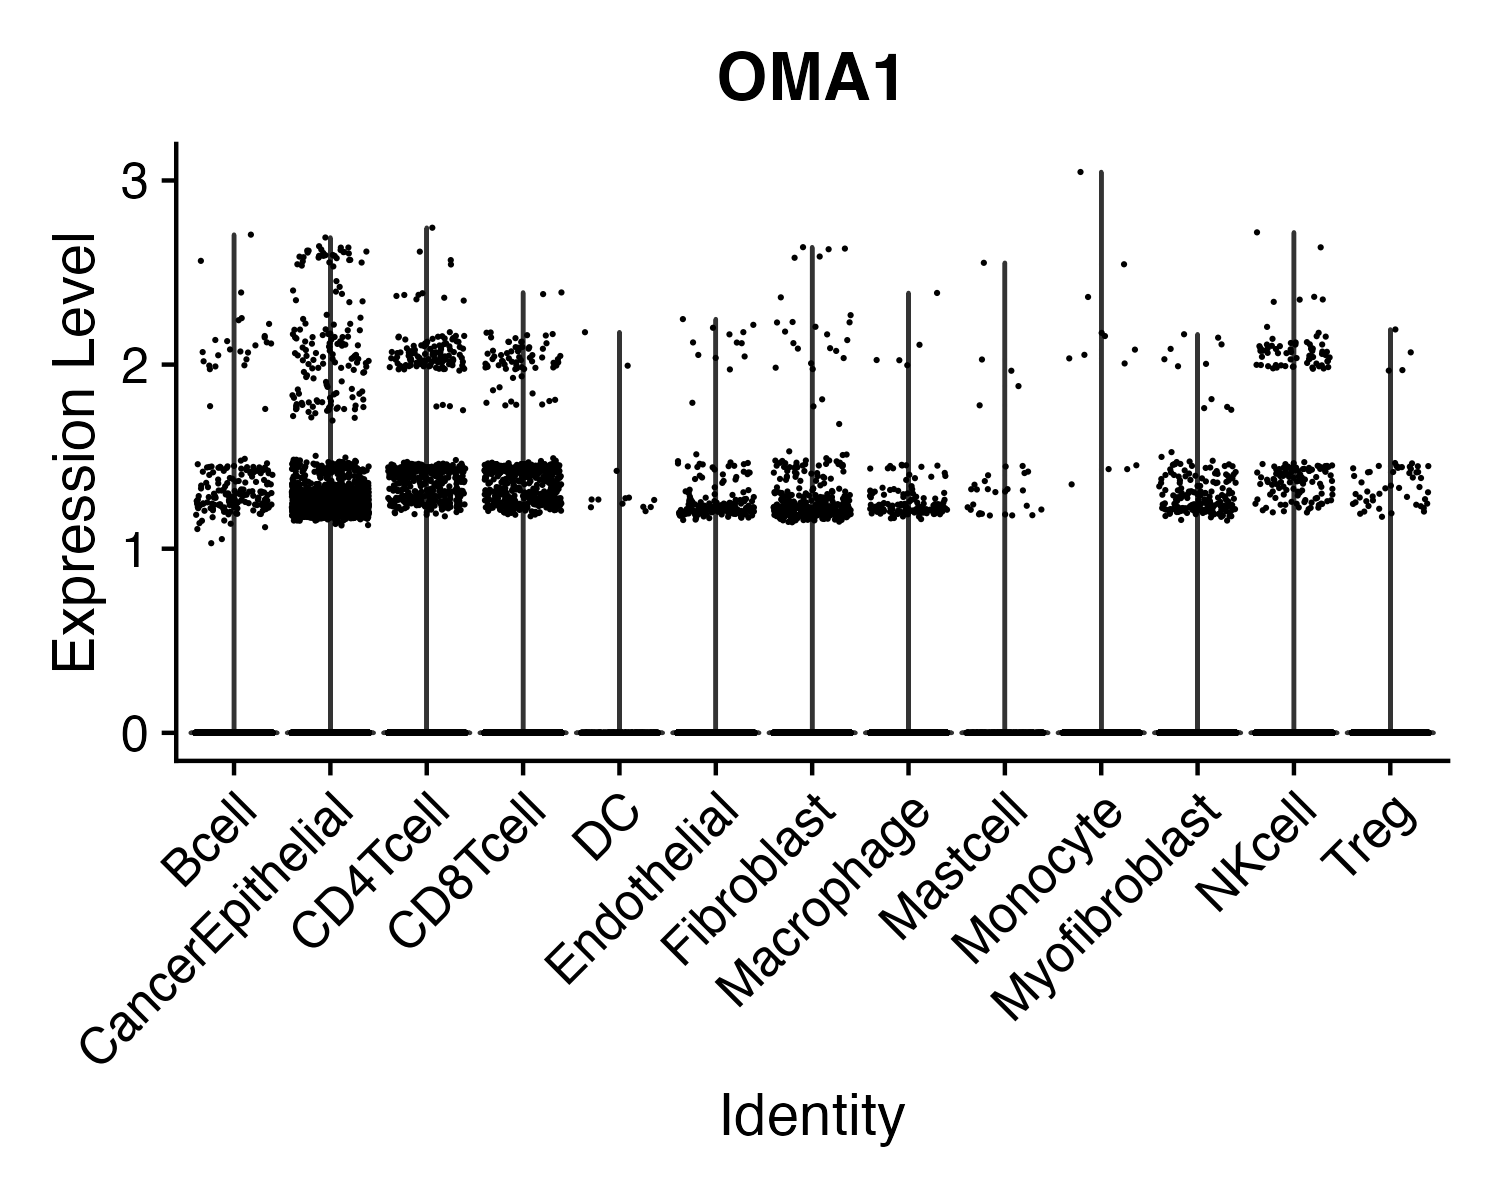 OMA1
Expression Level
3
2
1
0
Bcell
CancerEpithelial
CD4Tcell
CD8Tcell
DC
Endothelial
Fibroblast
Macrophage
Mastcell
Monocyte
Myofibroblast
NKcell
Treg
Identity